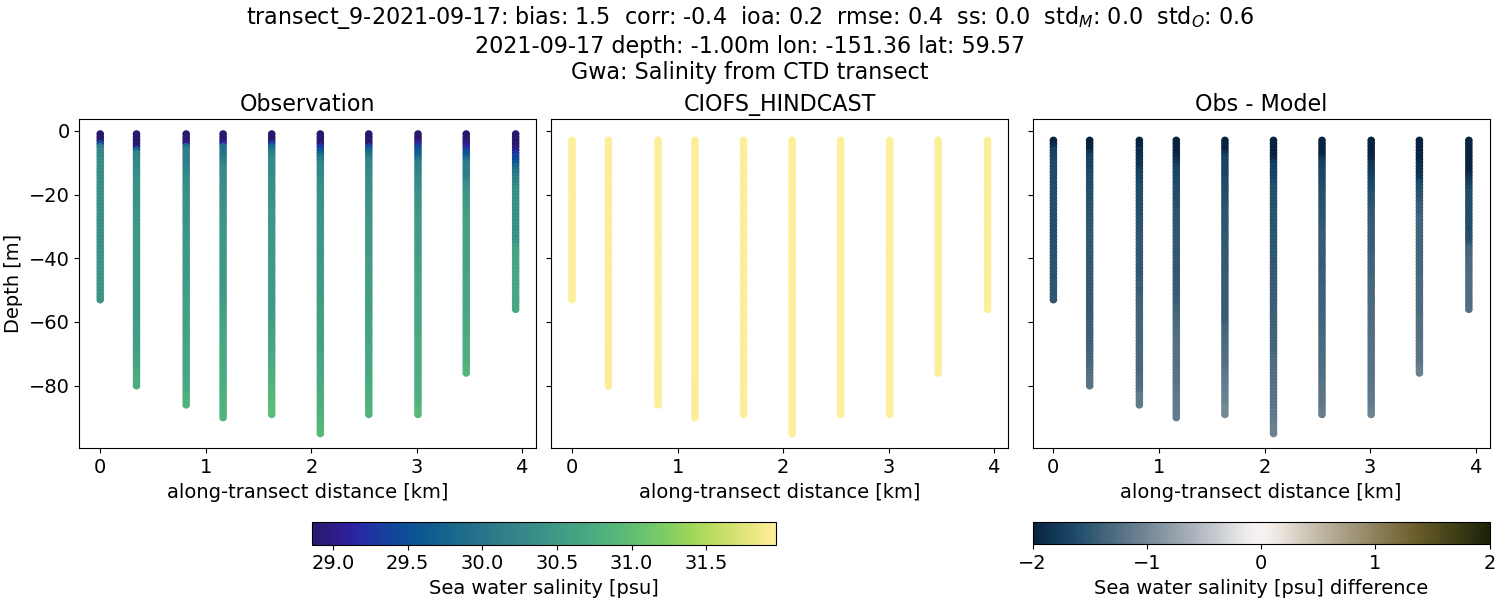 transect_9-2021-09-17: bias: 1.5  corr: -0.4  ioa: 0.2  rmse: 0.4  ss: 0.0  std_M: 0.0  std_O: 0.6
2021-09-17 depth: -1.00m lon: -151.36 lat: 59.57
Gwa: Salinity from CTD transect
Observation
CIOFS_HINDCAST
Obs - Model
Depth [m]
0
−20
−40
−60
−80
0 1 2 3 4
0 1 2 3 4
0 1 2 3 4
along-transect distance [km]
along-transect distance [km]
along-transect distance [km]
29.0 29.5 30.0 30.5 31.0 31.5
Sea water salinity [psu]
−2 −1 0 1 2
Sea water salinity [psu] difference